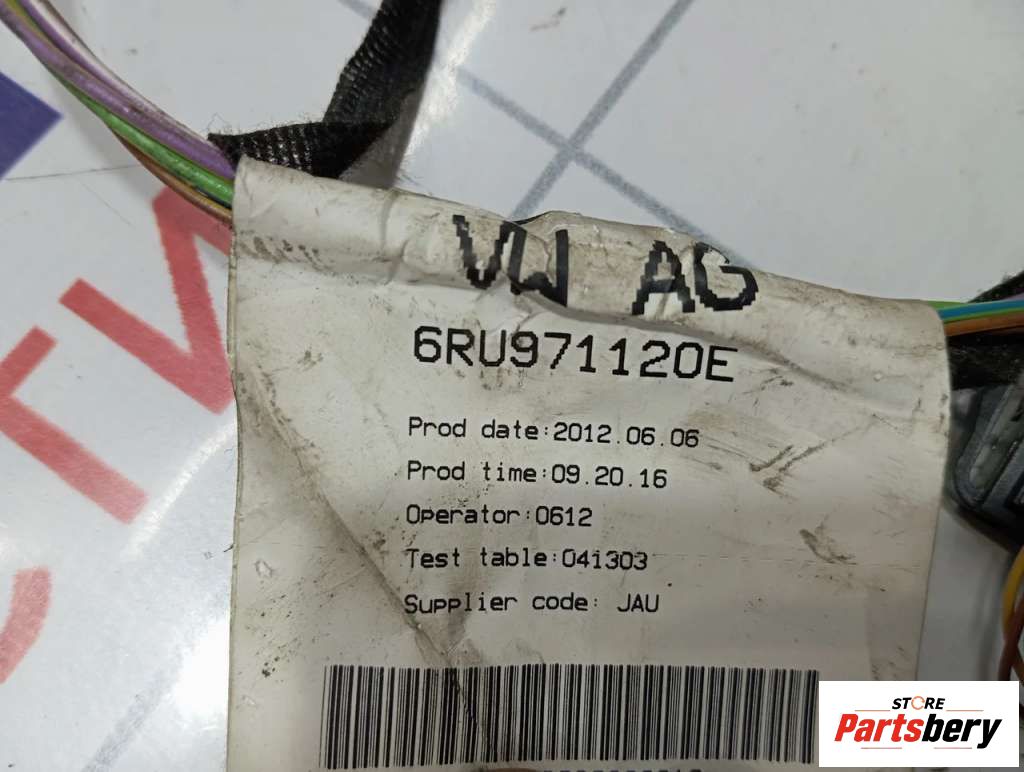 VW AG
6RU971120E
Prod date:2012.06.06
Prod time:09.20.16
Operator:0612
Test table:041303
Supplier code: JAU
STORE
Partsbery